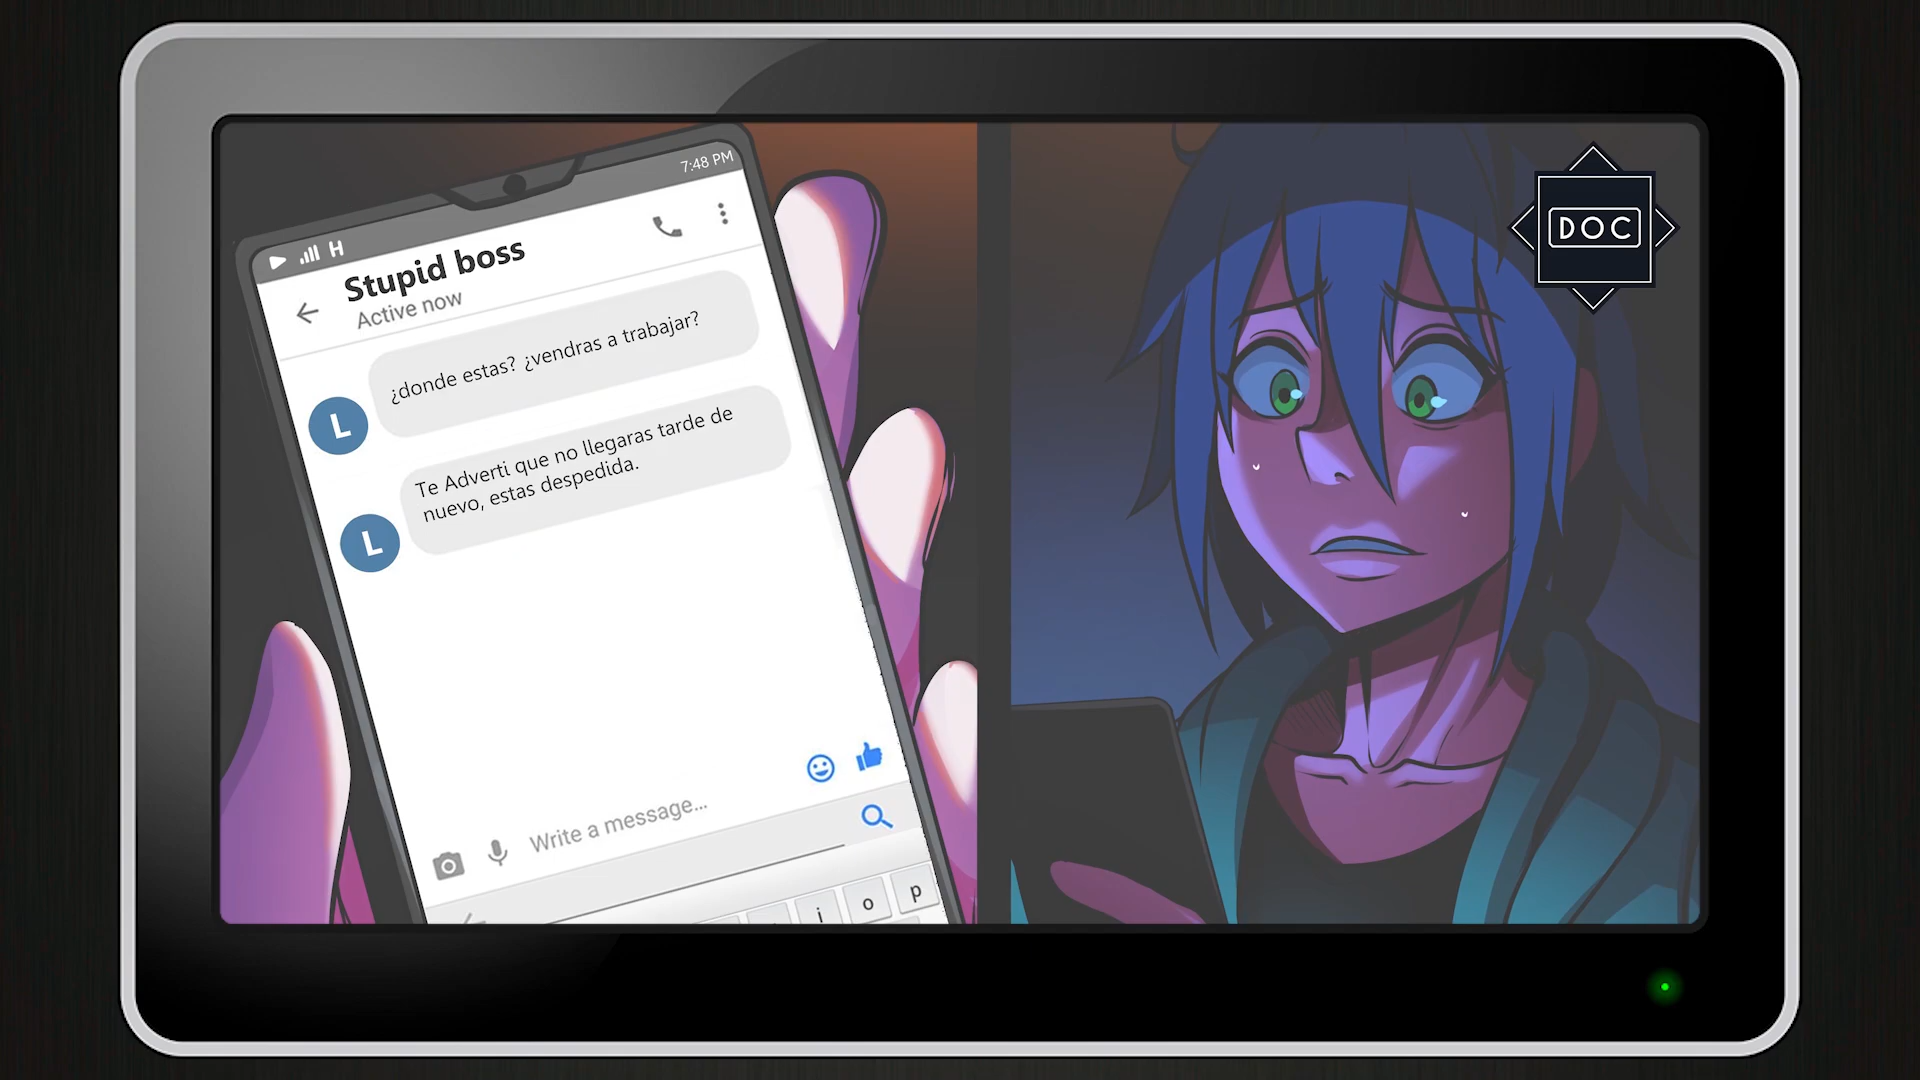 7:48 PM
H
Stupid boss
Active now
¿donde estas? ¿vendras a trabajar?
L
Te Adverti que no llegaras tarde de
nuevo, estas despedida.
L
Write a message...
i o p
DOC